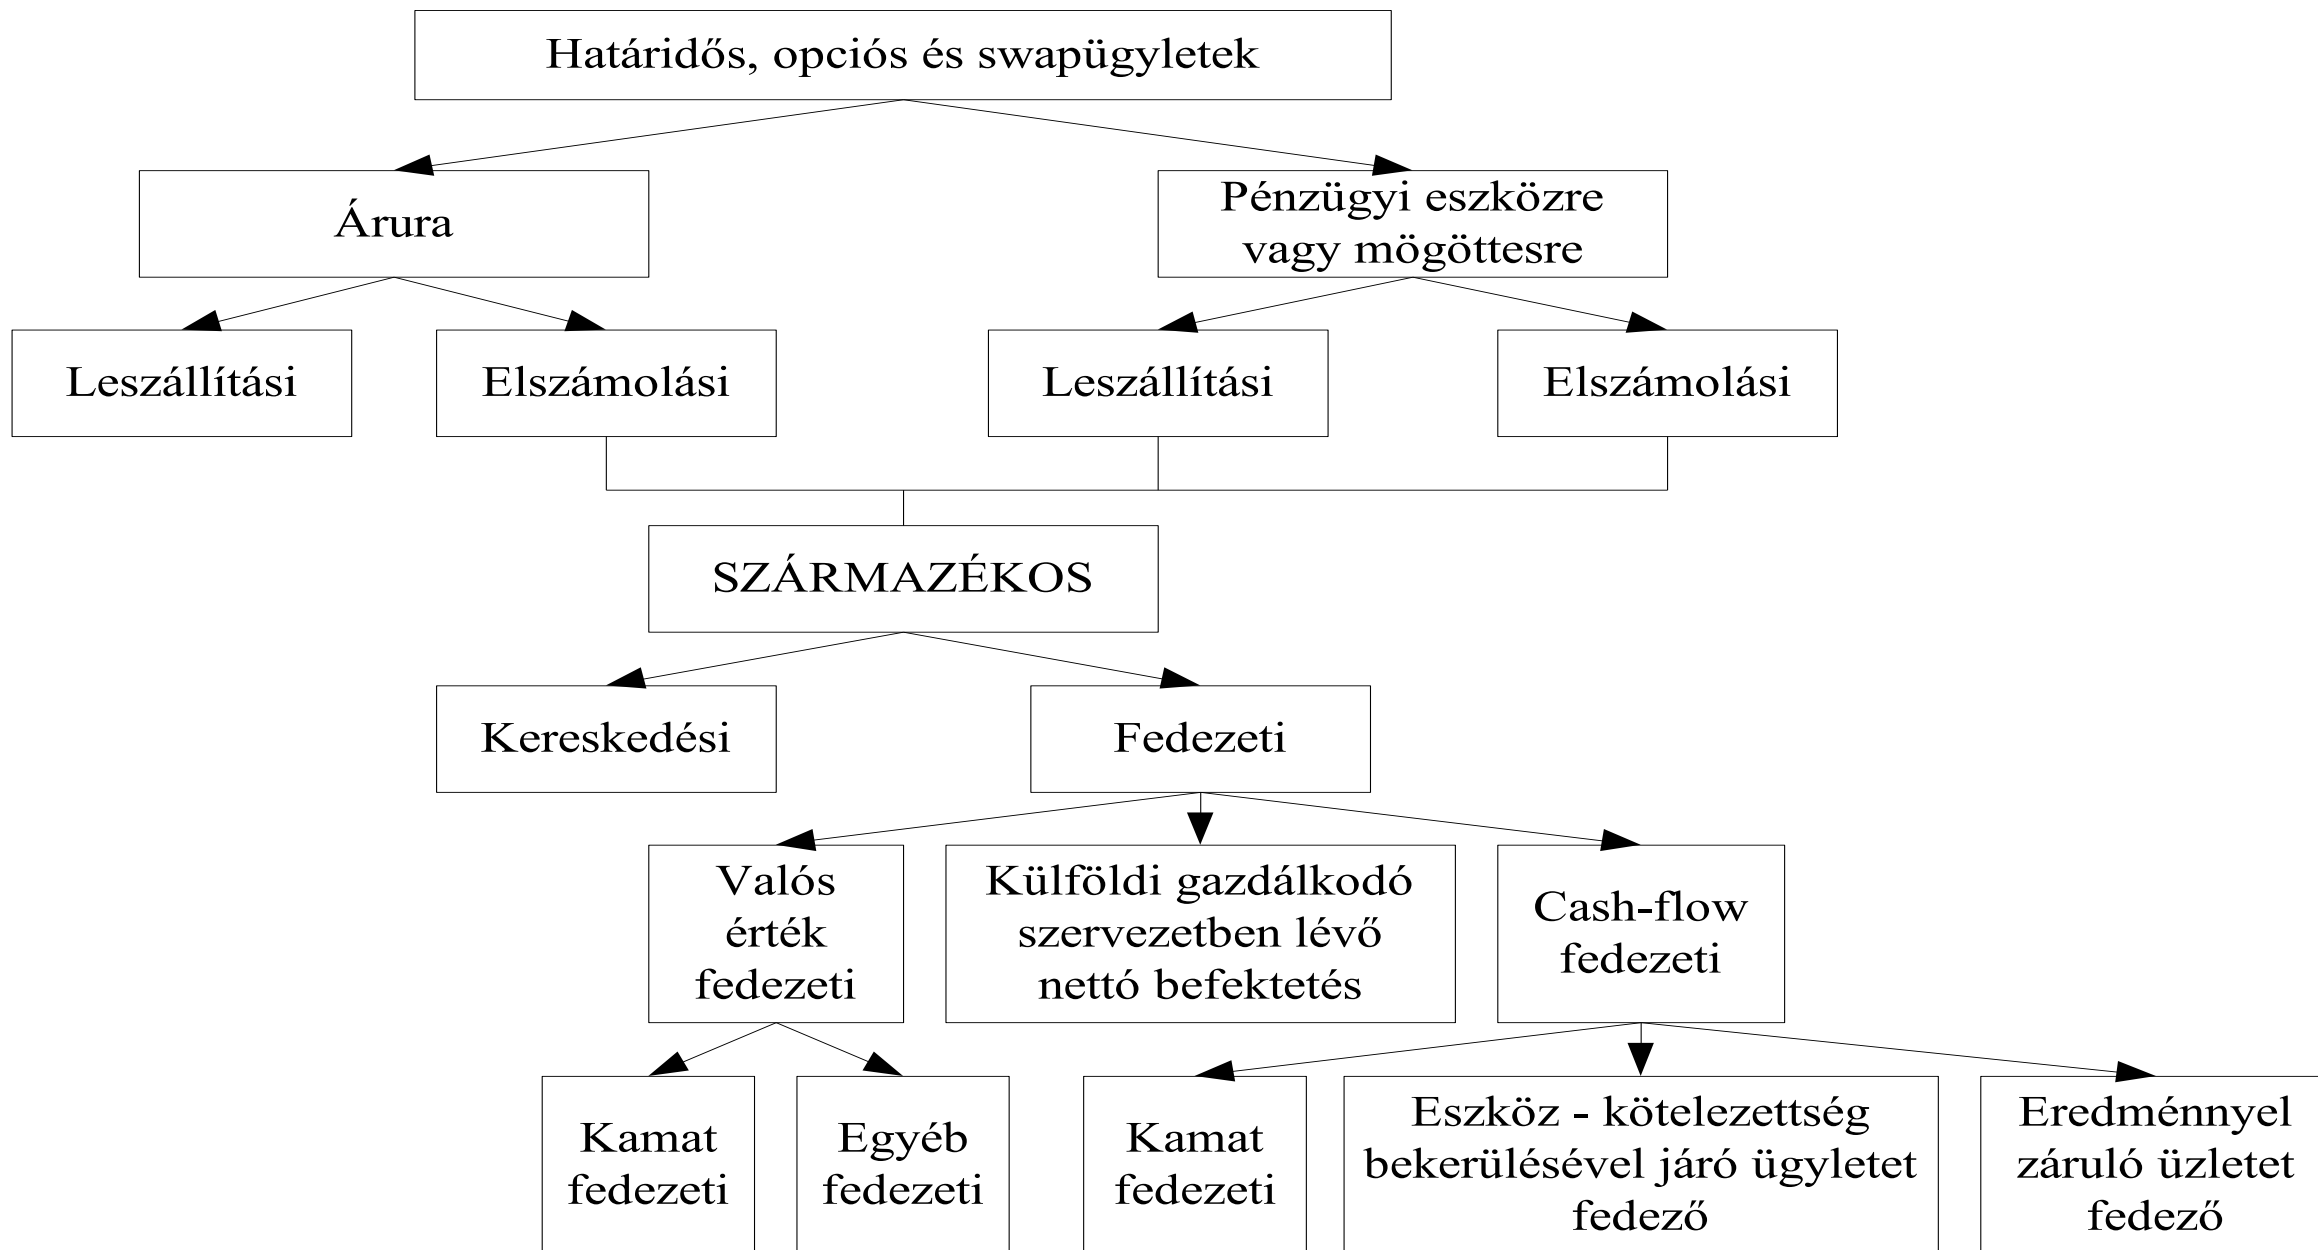 Határidős, opciós és swapügyletek
Árura
Pénzügyi eszközre
vagy mögöttesre
Leszállítási
Elszámolási
Leszállítási
Elszámolási
SZÁRMAZÉKOS
Kereskedési
Fedezeti
Valós
érték
fedezeti
Külföldi gazdálkodó
szervezetben lévő
nettó befektetés
Cash-flow
fedezeti
Kamat
fedezeti
Egyéb
fedezeti
Kamat
fedezeti
Eszköz - kötelezettség
bekerülésével járó ügyletet
fedező
Eredménnyel
záruló üzletet
fedező